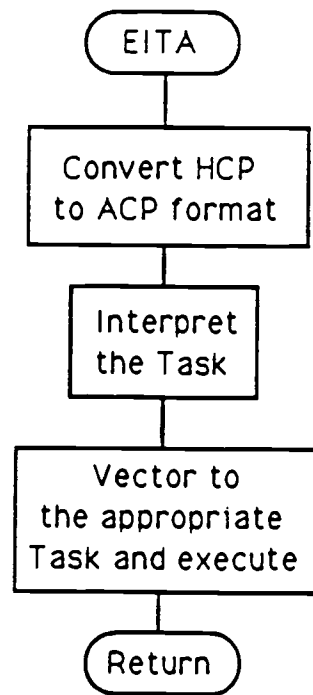 EITA
Convert HCP
to ACP format
Interpret
the Task
Vector to
the appropriate
Task and execute
Return